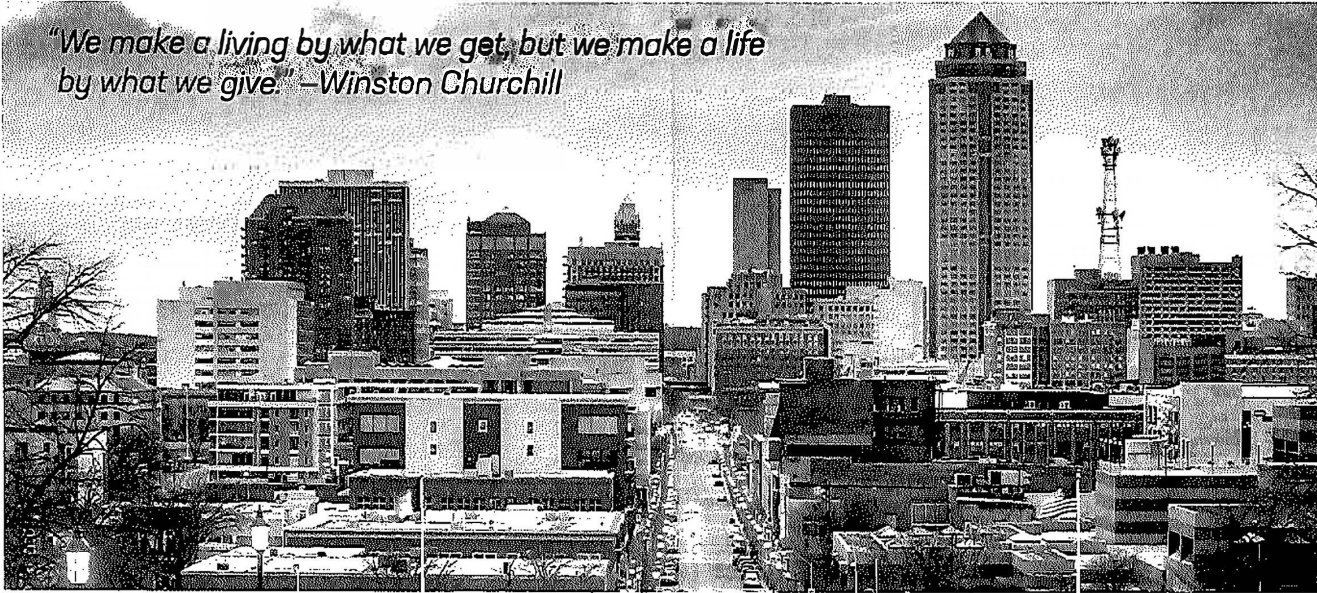 "We make a living by what we get, but we make a life
by what we give." –Winston Churchill